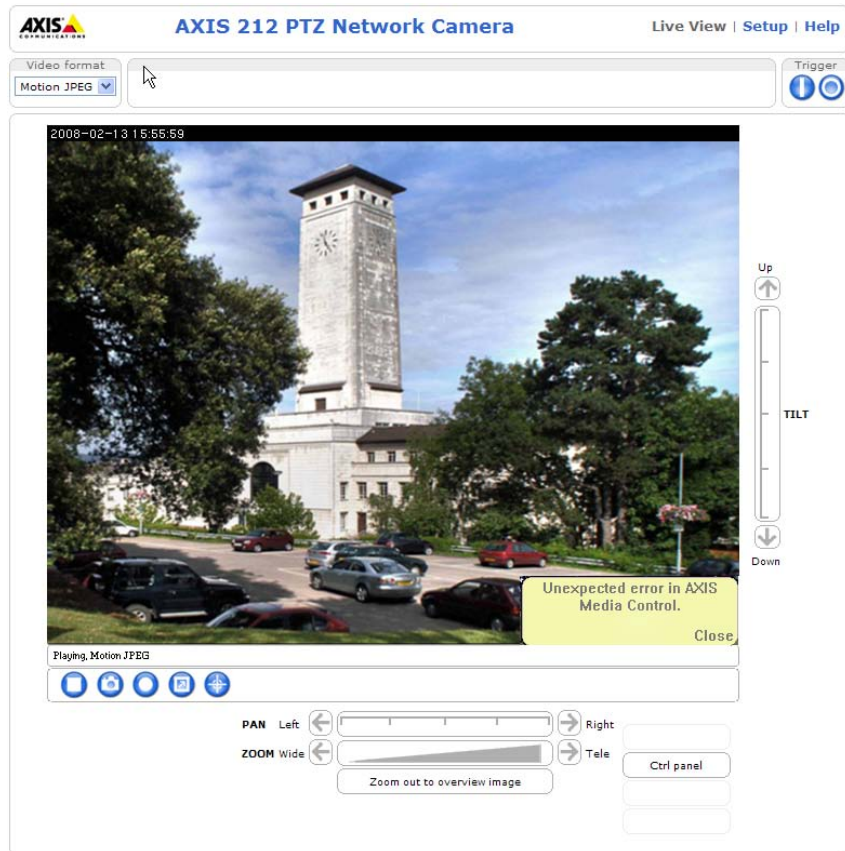 AXIS
COMMUNICATIONS
AXIS 212 PTZ Network Camera
Live View | Setup | Help
Video format
Motion JPEG
Trigger
2008-02-13 15:55:59
Up
TILT
Down
Unexpected error in AXIS
Media Control.
Close
Playing, Motion JPEG
PAN Left Right
ZOOM Wide Tele
Ctrl panel
Zoom out to overview image